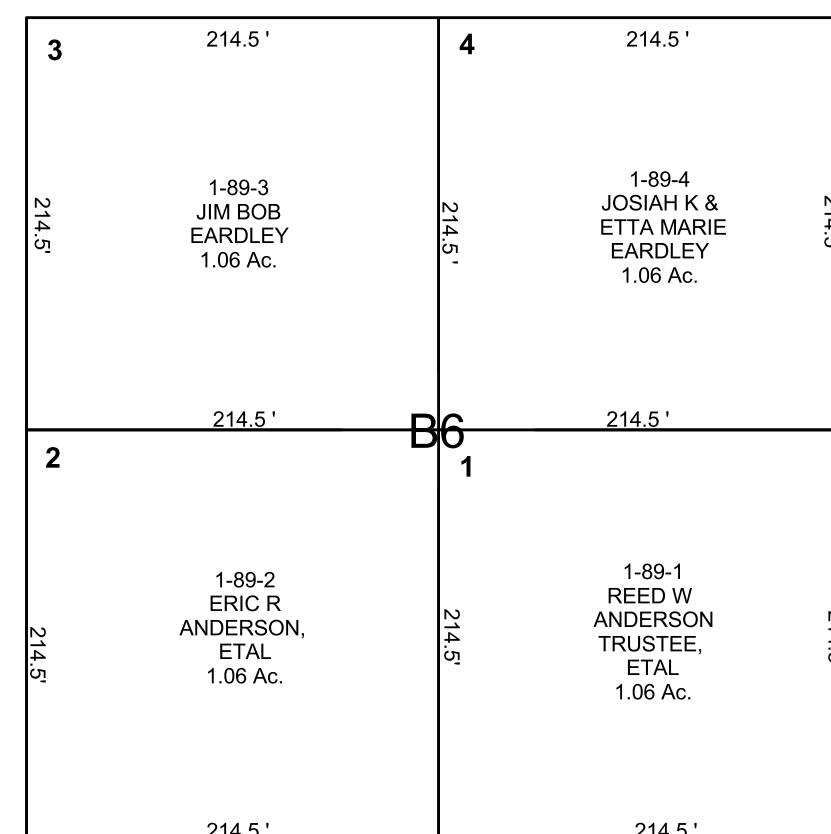 3
214.5 '
214.5'
1-89-3
JIM BOB
EARDLEY
1.06 Ac.
214.5 '
4
214.5 '
214.5 '
1-89-4
JOSIAH K &
ETTA MARIE
EARDLEY
1.06 Ac.
214.5 '
B6
2
214.5'
1-89-2
ERIC R
ANDERSON,
ETAL
1.06 Ac.
214.5 '
1
214.5'
1-89-1
REED W
ANDERSON
TRUSTEE,
ETAL
1.06 Ac.
214.5 '